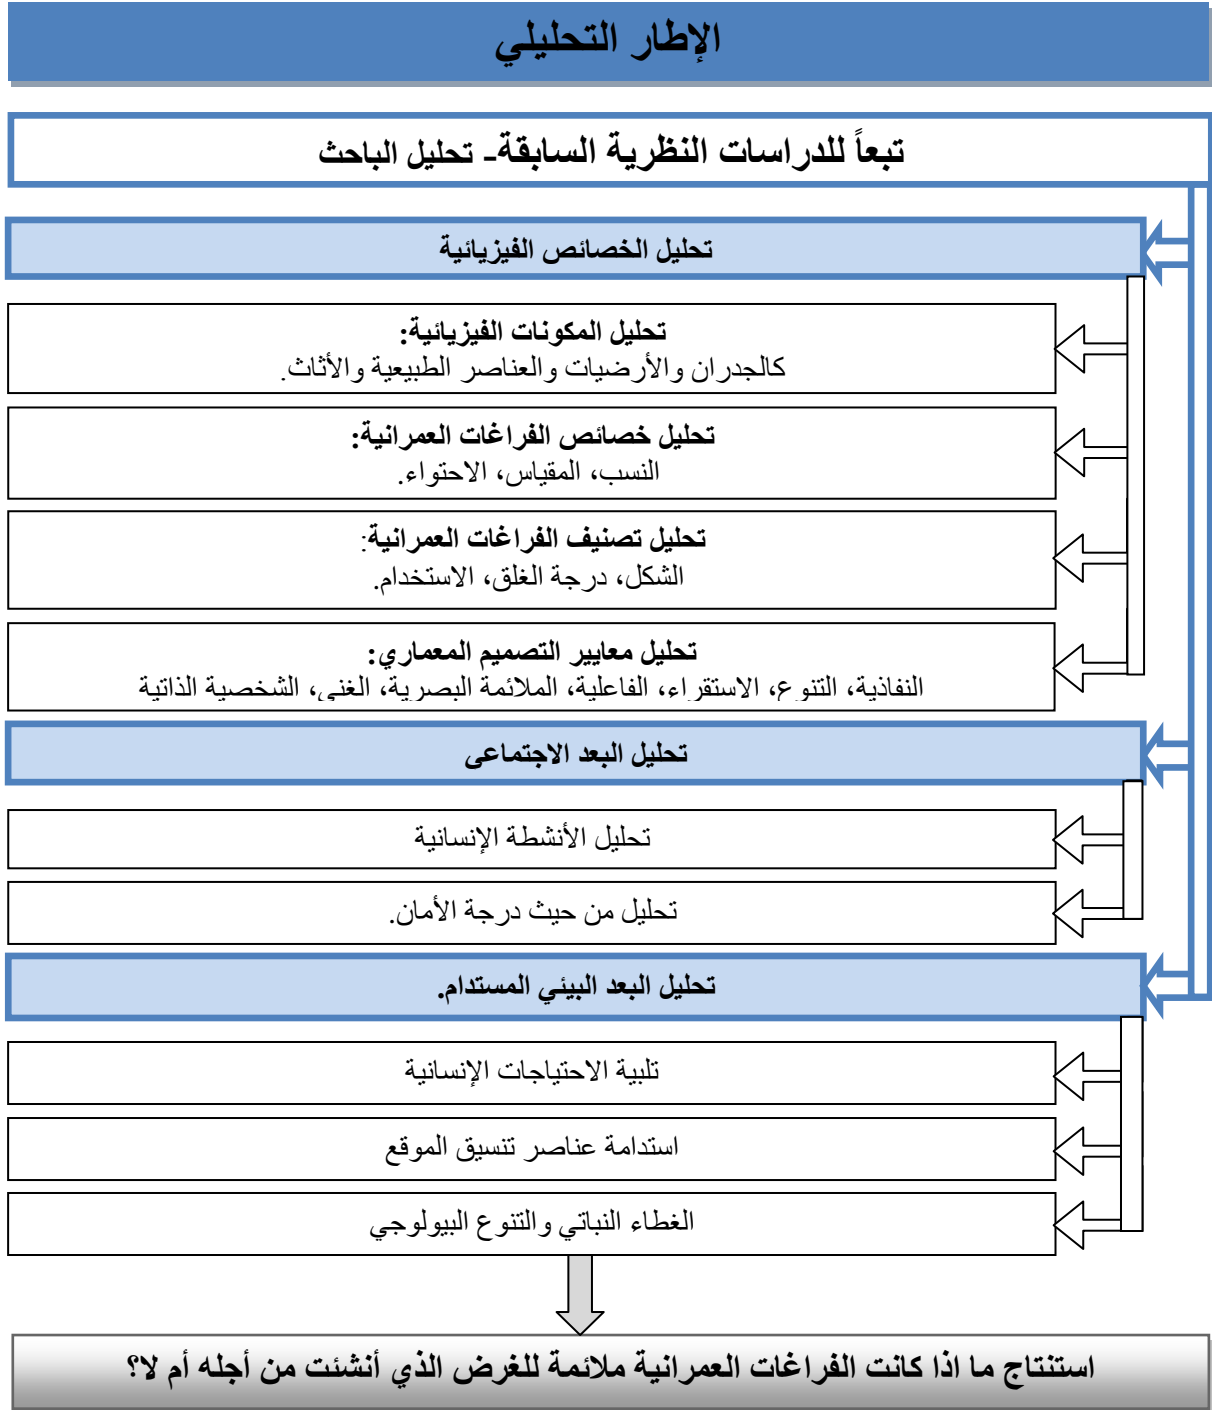 الإطار التحليلي
تبعاً للدراسات النظرية السابقة- تحليل الباحث
تحليل الخصائص الفيزيائية
تحليل المكونات الفيزيائية:
كالجدران والأرضيات والعناصر الطبيعية والأثاث.
تحليل خصائص الفراغات العمرانية:
النسب، المقياس، الاحتواء.
تحليل تصنيف الفراغات العمرانية:
الشكل، درجة الغلق، الاستخدام.
تحليل معايير التصميم المعماري:
النفاذية، التنوع، الاستقراء، الفاعلية، الملائمة البصرية، الغنى، الشخصية الذاتية
تحليل البعد الاجتماعى
تحليل الأنشطة الإنسانية
تحليل من حيث درجة الأمان.
تحليل البعد البيئي المستدام.
تلبية الاحتياجات الإنسانية
استدامة عناصر تنسيق الموقع
الغطاء النباتي والتنوع البيولوجي
استنتاج ما اذا كانت الفراغات العمرانية ملائمة للغرض الذي أنشئت من أجله أم لا؟